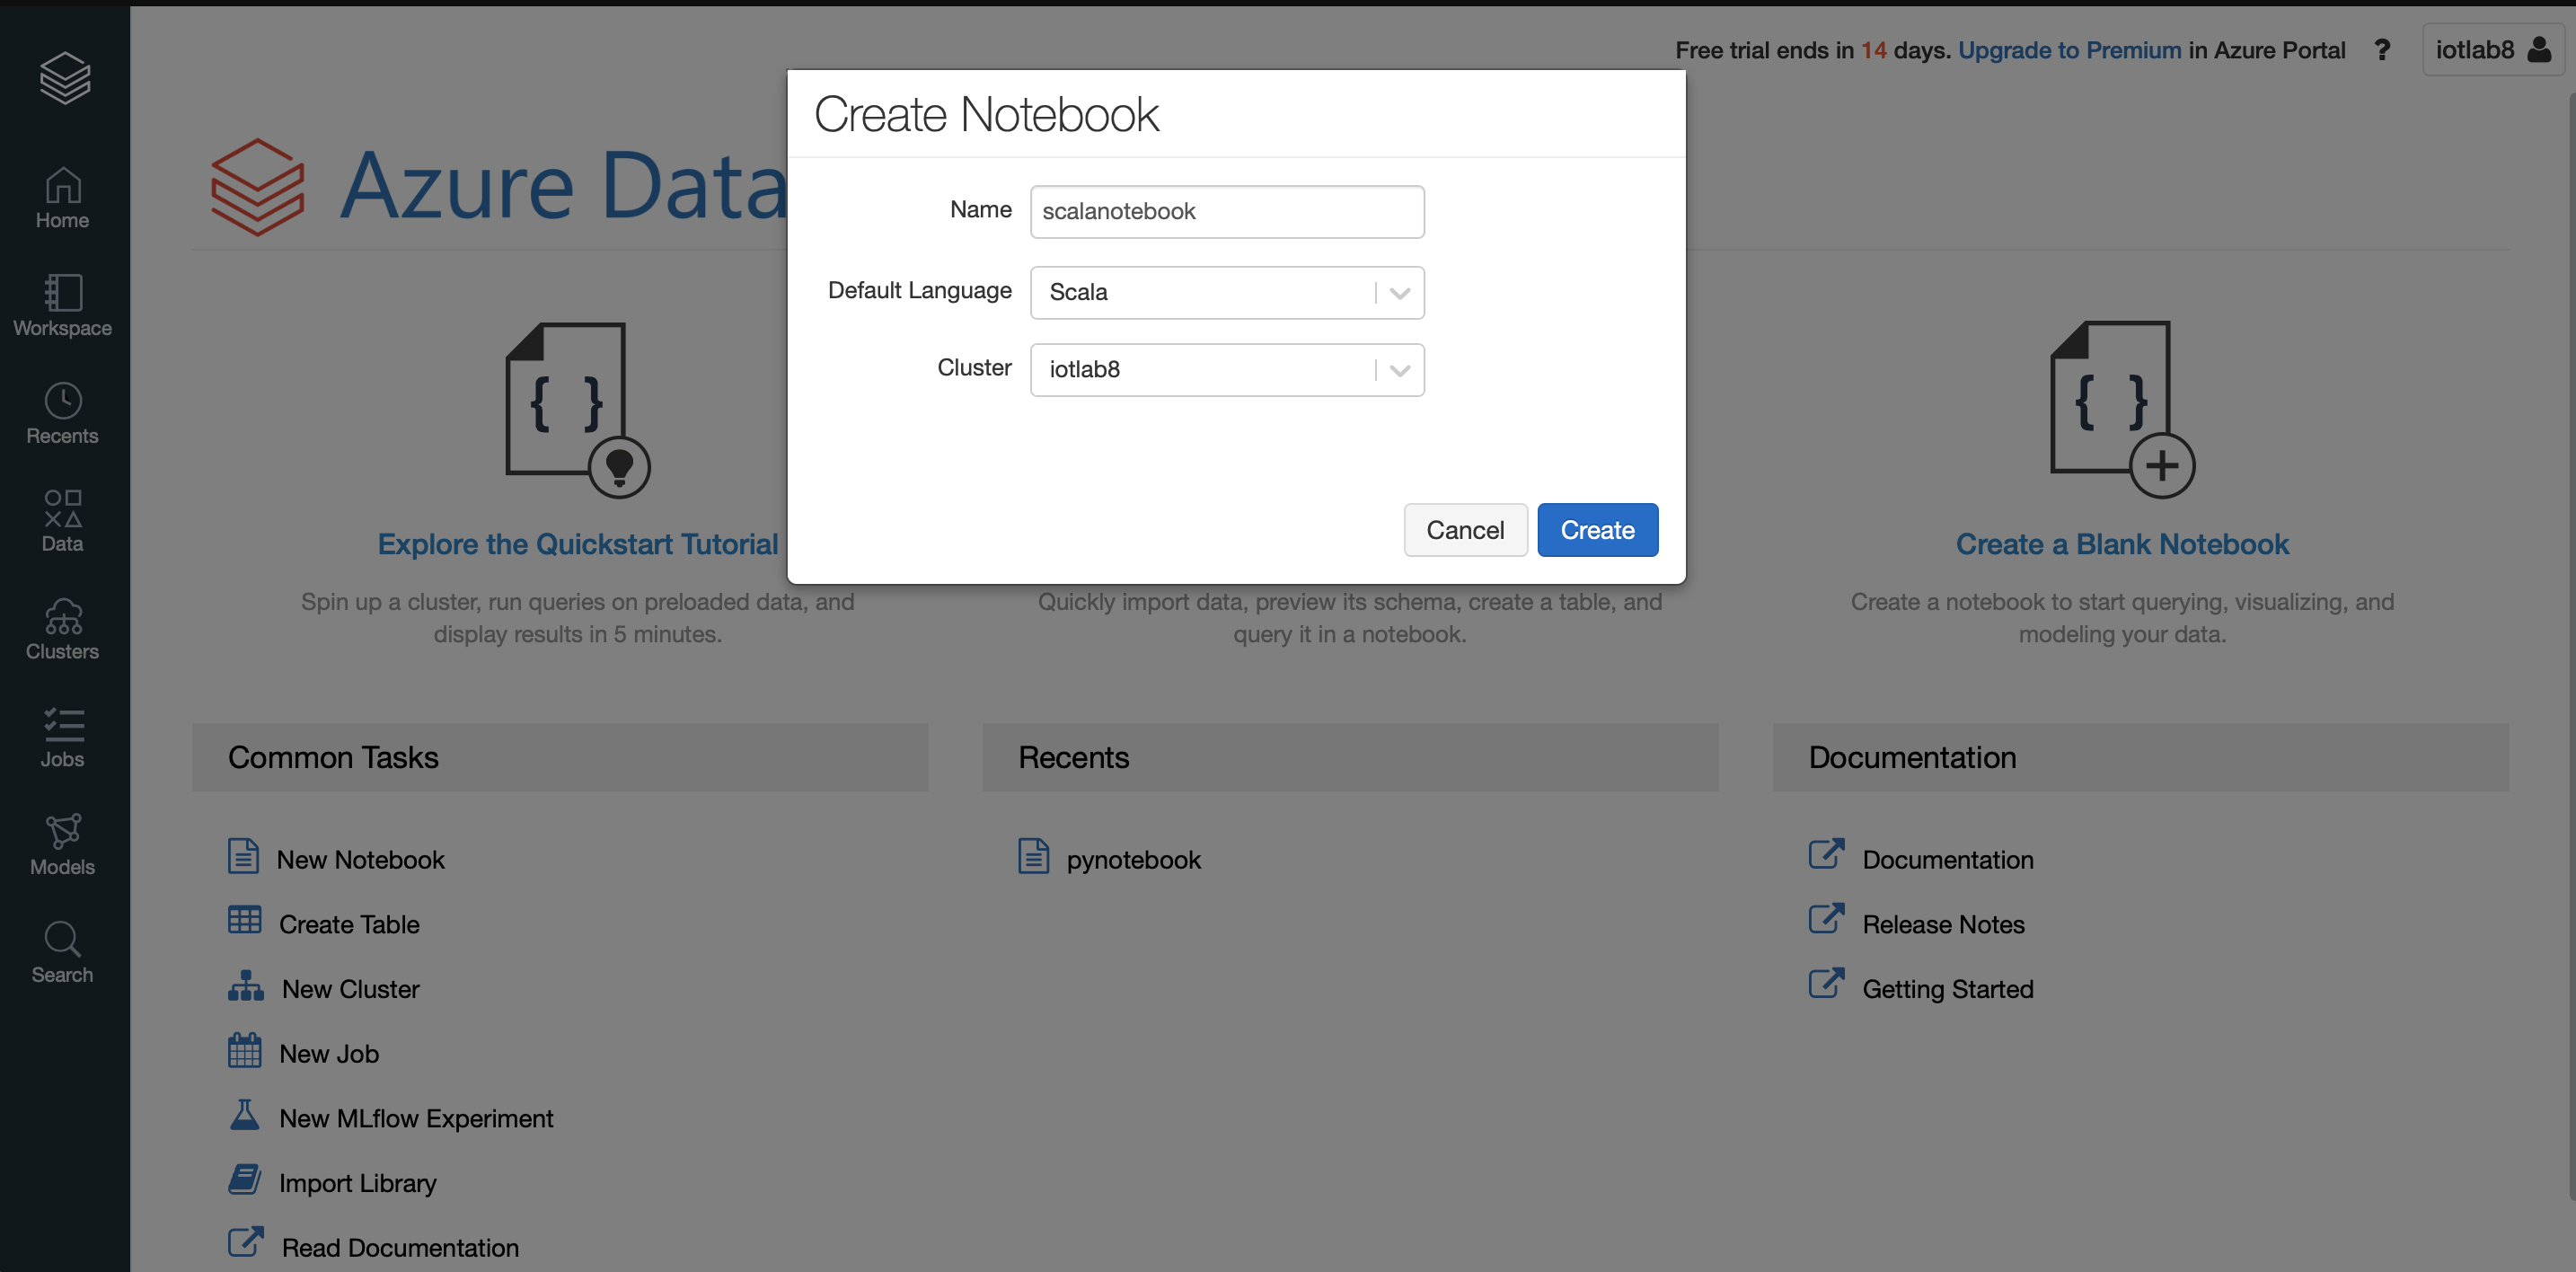 Free trial ends in 14 days. Upgrade to Premium in Azure Portal ? iotlab8
Home
Workspace
Recents
Data
Clusters
Jobs
Models
Search
Azure Data
Create Notebook
Name scalanotebook
Default Language Scala
Cluster iotlab8
Cancel Create
{ }
Explore the Quickstart Tutorial
Spin up a cluster, run queries on preloaded data, and
display results in 5 minutes.
Quickly import data, preview its schema, create a table, and
query it in a notebook.
{ }
Create a Blank Notebook
Create a notebook to start querying, visualizing, and
modeling your data.
Common Tasks
New Notebook
Create Table
New Cluster
New Job
New MLflow Experiment
Import Library
Read Documentation
Recents
pynotebook
Documentation
Documentation
Release Notes
Getting Started